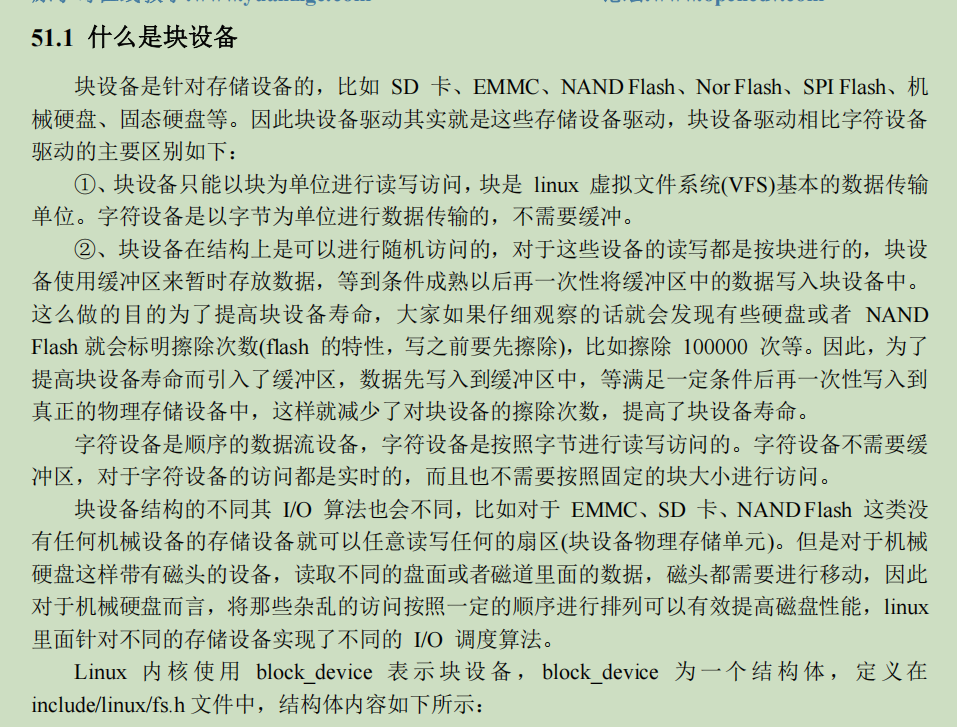 51.1 什么是块设备
块设备是针对存储设备的，比如 SD 卡、EMMC、NAND Flash、Nor Flash、SPI Flash、机
械硬盘、固态硬盘等。因此块设备驱动其实就是这些存储设备驱动，块设备驱动相比字符设备
驱动的主要区别如下：
①、块设备只能以块为单位进行读写访问，块是 linux 虚拟文件系统(VFS)基本的数据传输
单位。字符设备是以字节为单位进行数据传输的，不需要缓冲。
②、块设备在结构上是可以进行随机访问的，对于这些设备的读写都是按块进行的，块设
备使用缓冲区来暂时存放数据，等到条件成熟以后再一次性将缓冲区中的数据写入块设备中。
这么做的目的为了提高块设备寿命，大家如果仔细观察的话就会发现有些硬盘或者 NAND
Flash 就会标明擦除次数(flash 的特性，写之前要先擦除)，比如擦除 100000 次等。因此，为了
提高块设备寿命而引入了缓冲区，数据先写入到缓冲区中，等满足一定条件后再一次性写入到
真正的物理存储设备中，这样就减少了对块设备的擦除次数，提高了块设备寿命。
字符设备是顺序的数据流设备，字符设备是按照字节进行读写访问的。字符设备不需要缓
冲区，对于字符设备的访问都是实时的，而且也不需要按照固定的块大小进行访问。
块设备结构的不同其 I/O 算法也会不同，比如对于 EMMC、SD 卡、NAND Flash 这类没
有任何机械设备的存储设备就可以任意读写任何的扇区(块设备物理存储单元)。但是对于机械
硬盘这样带有磁头的设备，读取不同的盘面或者磁道里面的数据，磁头都需要进行移动，因此
对于机械硬盘而言，将那些杂乱的访问按照一定的顺序进行排列可以有效提高磁盘性能，linux
里面针对不同的存储设备实现了不同的 I/O 调度算法。
Linux 内核使用 block_device 表示块设备，block_device 为一个结构体，定义在
include/linux/fs.h 文件中，结构体内容如下所示：